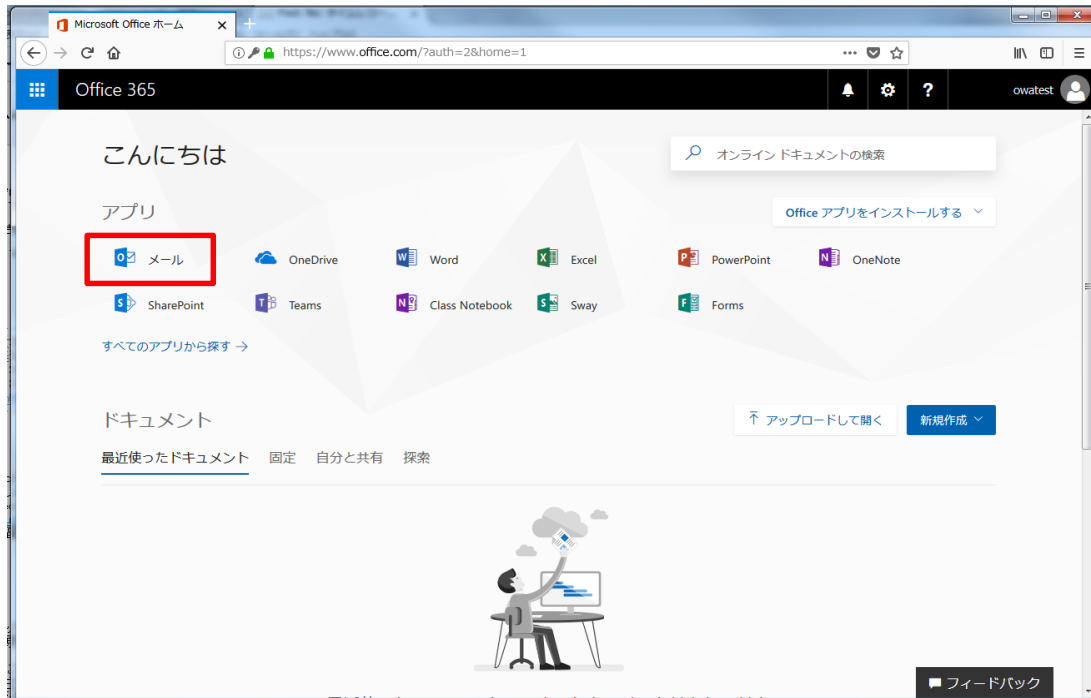 Microsoft Office ホーム
https://www.office.com/?auth=2&home=1
Office 365
?
owatest
こんにちは
オンライン ドキュメントの検索
アプリ
Office アプリをインストールする
メール
OneDrive
Word
Excel
PowerPoint
OneNote
SharePoint
Teams
Class Notebook
Sway
Forms
すべてのアプリから探す →
ドキュメント
アップロードして開く
新規作成
最近使ったドキュメント 固定 自分と共有 探索
フィードバック